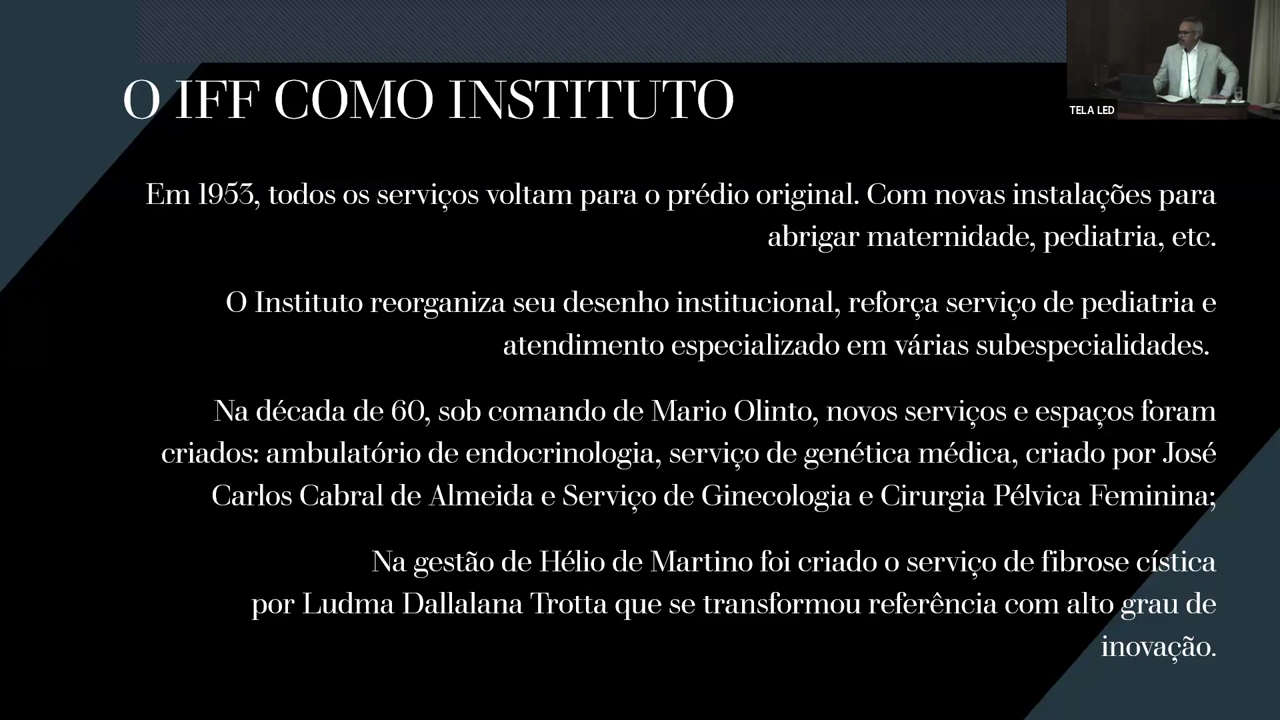 O IFF COMO INSTITUTO
TELA LED
Em 1953, todos os serviços voltam para o prédio original. Com novas instalações para
abrigar maternidade, pediatria, etc.
O Instituto reorganiza seu desenho institucional, reforça serviço de pediatria e
atendimento especializado em várias subespecialidades.
Na década de 60, sob comando de Mario Olinto, novos serviços e espaços foram
criados: ambulatório de endocrinologia, serviço de genética médica, criado por José
Carlos Cabral de Almeida e Serviço de Ginecologia e Cirurgia Pélvica Feminina;
Na gestão de Hélio de Martino foi criado o serviço de fibrose cística
por Ludma Dallalana Trotta que se transformou referência com alto grau de
inovação.